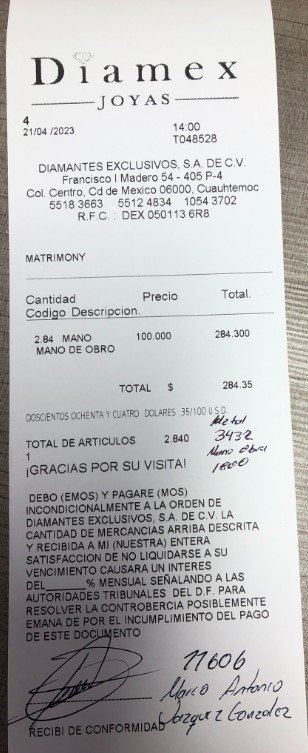 Diamex
JOYAS
4
21/04 /2023 14:00
T048528
DIAMANTES EXCLUSIVOS, S.A. DE C.V.
Francisco I Madero 54 - 405 P-4
Col. Centro, Cd de Mexico 06000, Cuauhtemoc
5518 3663 5512 4834 1054 3702
R.F.C. : DEX 050113 6R8
MATRIMONY
Cantidad Precio Total.
Codigo Descripcion.
2.84 MANO 100.000 284.300
MANO DE OBRO
TOTAL $ 284.35
DOSCIENTOS OCHENTA Y CUATRO DOLARES .35/100 U.S.D.
Metal
TOTAL DE ARTICULOS 2.840 3432
1 Mano Obra
¡GRACIAS POR SU VISITA! 1800
DEBO (EMOS) Y PAGARE (MOS)
INCONDICIONALMENTE A LA ORDEN DE
DIAMANTES EXCLUSIVOS, S.A. DE C.V. LA
CANTIDAD DE MERCANCIAS ARRIBA DESCRITA
Y RECIBIDA A MI (NUESTRA) ENTERA
SATISFACCION DE NO LIQUIDARSE A SU
VENCIMIENTO CAUSARA UN INTERES
DEL______% MENSUAL SEÑALANDO A LAS
AUTORIDADES TRIBUNALES DEL D.F. PARA
RESOLVER LA CONTROBERCIA POSIBLEMENTE
EMANA DE POR EL INCUMPLIMIENTO DEL PAGO
DE ESTE DOCUMENTO
11606
Marco Antonio
RECIBI DE CONFORMIDAD Vazquez Gonzalez